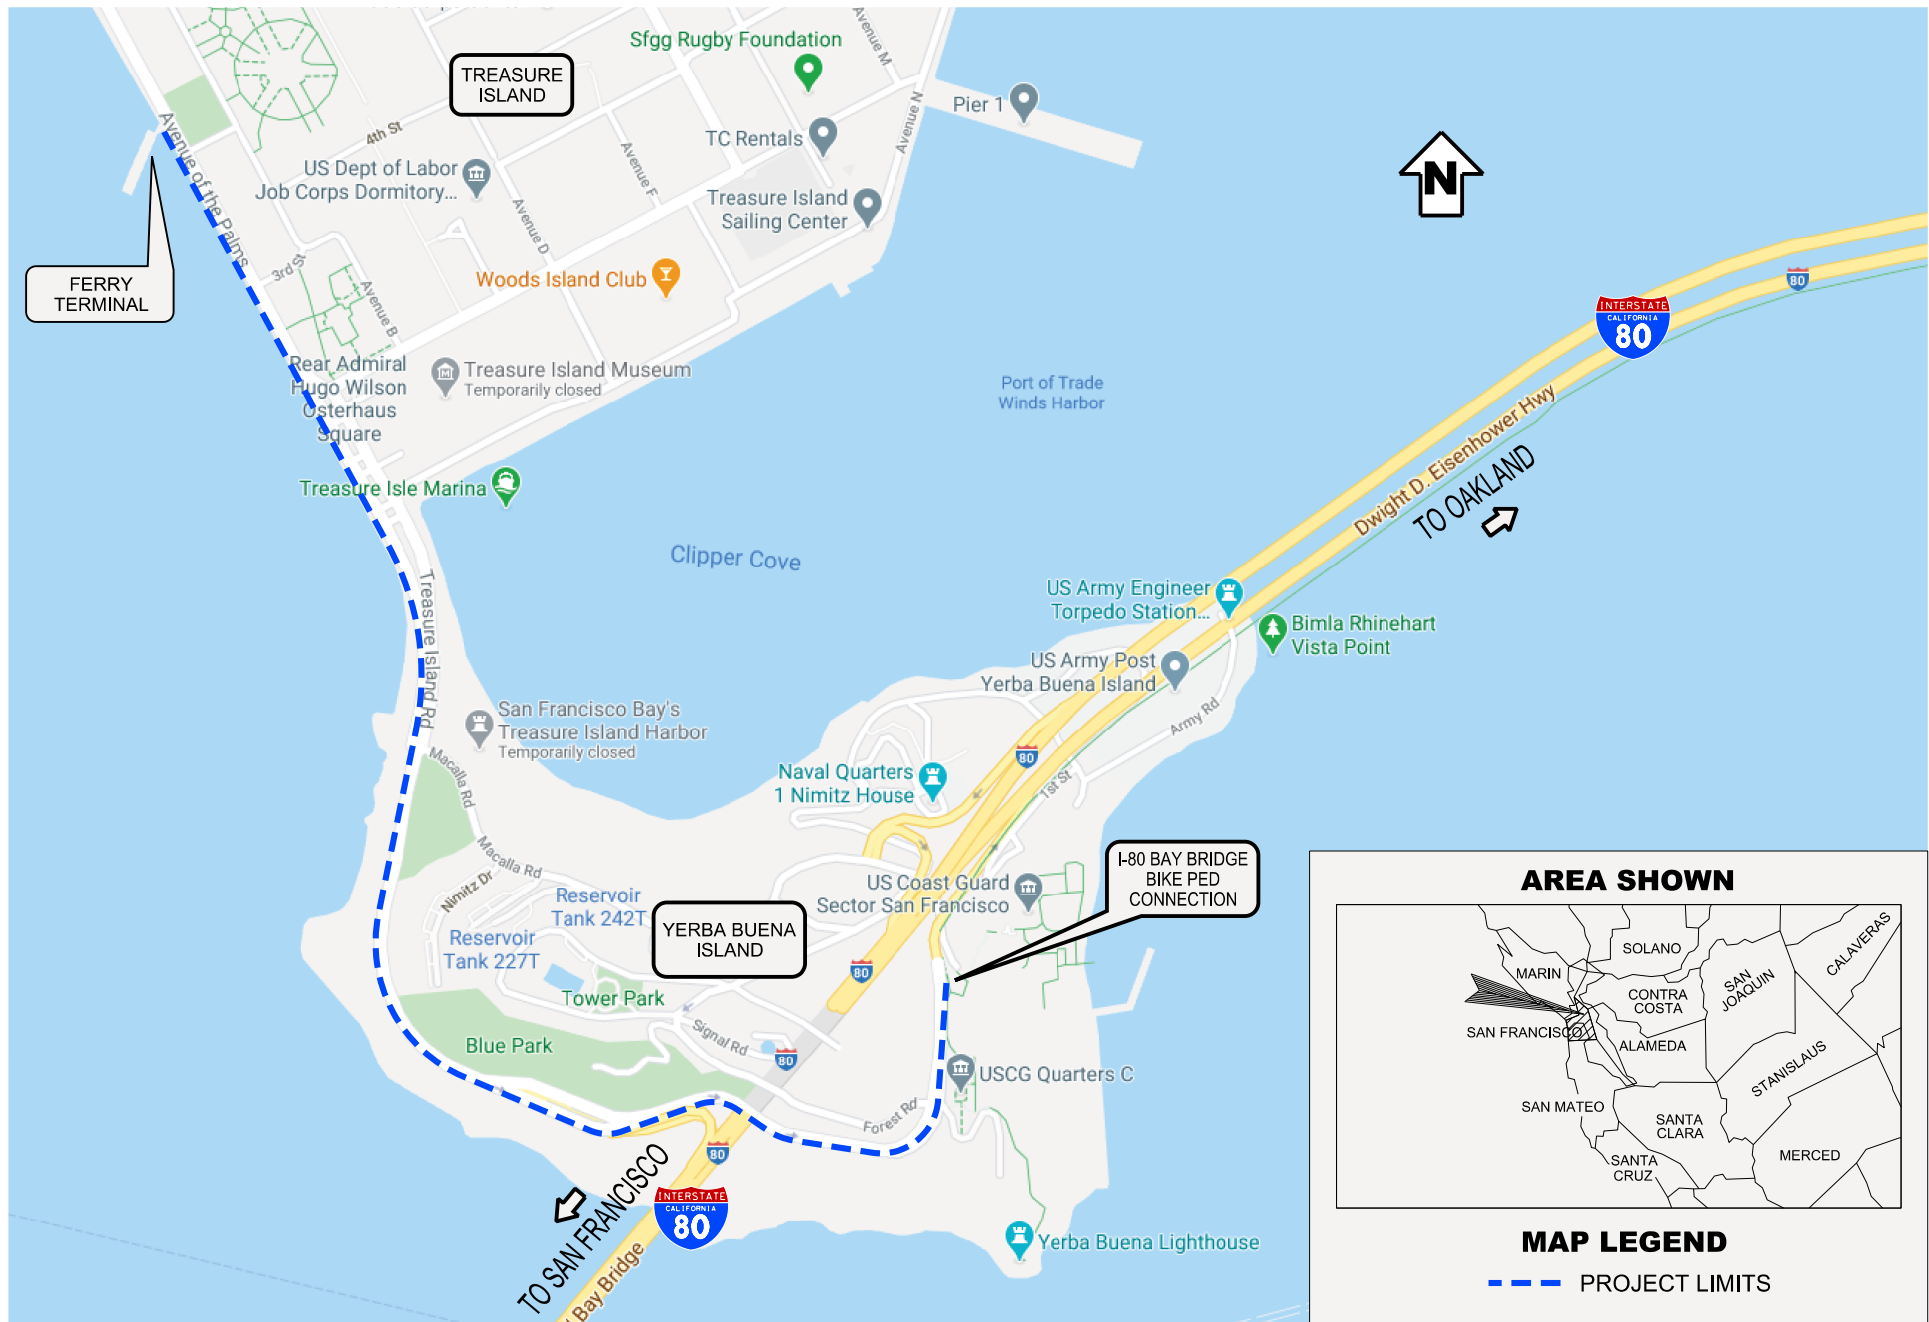 Sfgg Rugby Foundation
Avenue M
TREASURE
ISLAND
Pier 1
Avenue N
Avenue of the Palms
4th St
TC Rentals
US Dept of Labor
Job Corps Dormitory...
Avenue F
N
Treasure Island
Sailing Center
Avenue D
3rd St
FERRY
TERMINAL
Woods Island Club
Avenue B
80
INTERSTATE
CALIFORNIA
80
Rear Admiral
Hugo Wilson
Osterhaus
Square
Treasure Island Museum
Temporarily closed
Port of Trade
Winds Harbor
Dwight D. Eisenhower Hwy
TO OAKLAND
Treasure Isle Marina
Clipper Cove
Treasure Island Rd
US Army Engineer
Torpedo Station...
Bimla Rhinehart
Vista Point
US Army Post
Yerba Buena Island
Army Rd
San Francisco Bay's
Treasure Island Harbor
Temporarily closed
Macalla Rd
80
Naval Quarters
1 Nimitz House
1st St
Macalla Rd
Nimitz Dr
I-80 BAY BRIDGE
BIKE PED
CONNECTION
US Coast Guard
Sector San Francisco
Reservoir
Tank 242T
YERBA BUENA
ISLAND
Reservoir
Tank 227T
80
Tower Park
Signal Rd
Blue Park
80
USCG Quarters C
Forest Rd
80
TO SAN FRANCISCO
INTERSTATE
CALIFORNIA
80
Bay Bridge
Yerba Buena Lighthouse
AREA SHOWN
SOLANO
CALAVERAS
MARIN
SAN
JOAQUIN
CONTRA
COSTA
SAN FRANCISCO
ALAMEDA
STANISLAUS
SAN MATEO
SANTA
CLARA
MERCED
SANTA
CRUZ
MAP LEGEND
PROJECT LIMITS